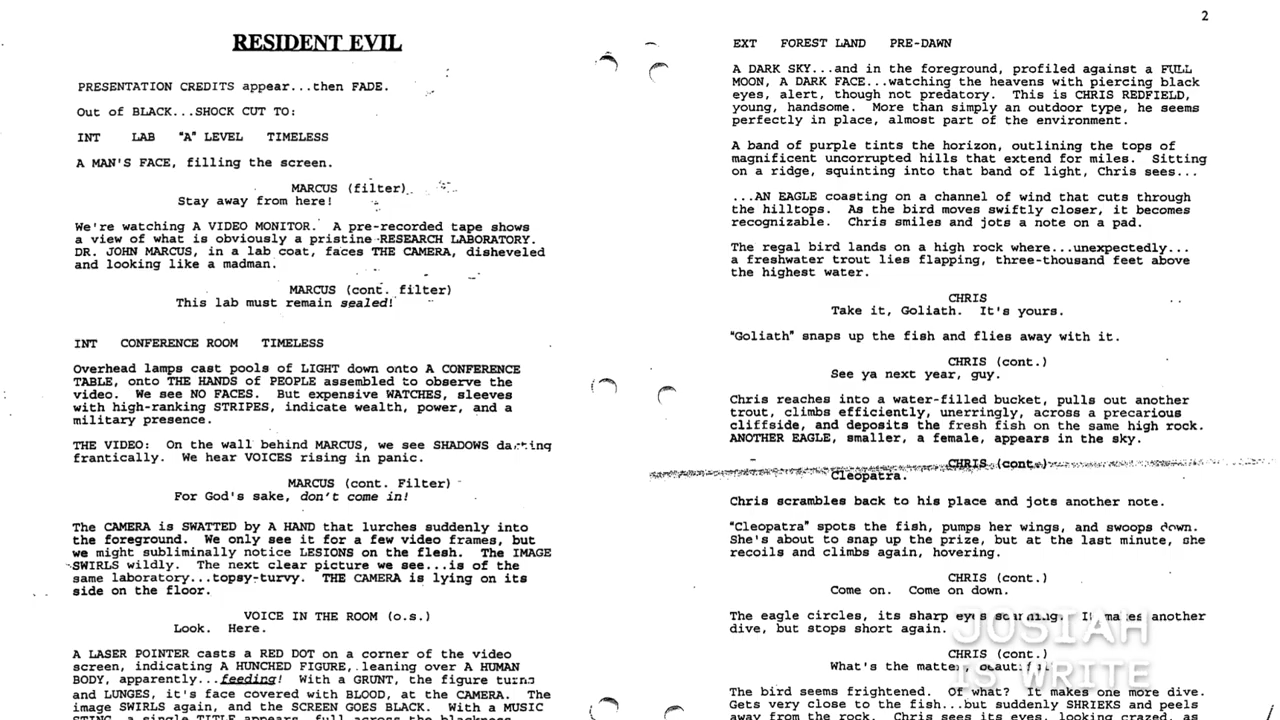 RESIDENT EVIL
PRESENTATION CREDITS appear...then FADE.
Out of BLACK...SHOCK CUT TO:
INT LAB "A" LEVEL TIMELESS
A MAN'S FACE, filling the screen.
MARCUS (filter)
Stay away from here!
We're watching A VIDEO MONITOR. A pre-recorded tape shows
a view of what is obviously a pristine RESEARCH LABORATORY.
DR. JOHN MARCUS, in a lab coat, faces THE CAMERA, disheveled
and looking like a madman.
MARCUS (cont. filter)
This lab must remain sealed!
INT CONFERENCE ROOM TIMELESS
Overhead lamps cast pools of LIGHT down onto A CONFERENCE
TABLE, onto THE HANDS of PEOPLE assembled to observe the
video. We see NO FACES. But expensive WATCHES, sleeves
with high-ranking STRIPES, indicate wealth, power, and a
military presence.
THE VIDEO: On the wall behind MARCUS, we see SHADOWS darting
frantically. We hear VOICES rising in panic.
MARCUS (cont. Filter)
For God's sake, don't come in!
The CAMERA is SWATTED by A HAND that lurches suddenly into
the foreground. We only see it for a few video frames, but
we might subliminally notice LESIONS on the flesh. The IMAGE
SWIRLS wildly. The next clear picture we see...is of the
same laboratory...topsy-turvy. THE CAMERA is lying on its
side on the floor.
VOICE IN THE ROOM (o.s.)
Look. Here.
A LASER POINTER casts a RED DOT on a corner of the video
screen, indicating A HUNCHED FIGURE, leaning over A HUMAN
BODY, apparently...feeding! With a GRUNT, the figure turns
and LUNGES, it's face covered with BLOOD, at the CAMERA. The
image SWIRLS again, and the SCREEN GOES BLACK. With a MUSIC
STING, a single TITLE appears, full across the blackness
2
EXT FOREST LAND PRE-DAWN
A DARK SKY...and in the foreground, profiled against a FULL
MOON, A DARK FACE...watching the heavens with piercing black
eyes, alert, though not predatory. This is CHRIS REDFIELD,
young, handsome. More than simply an outdoor type, he seems
perfectly in place, almost part of the environment.
A band of purple tints the horizon, outlining the tops of
magnificent uncorrupted hills that extend for miles. Sitting
on a ridge, squinting into that band of light, Chris sees...
...AN EAGLE coasting on a channel of wind that cuts through
the hilltops. As the bird moves swiftly closer, it becomes
recognizable. Chris smiles and jots a note on a pad.
The regal bird lands on a high rock where...unexpectedly...
a freshwater trout lies flapping, three-thousand feet above
the highest water.
CHRIS
Take it, Goliath. It's yours.
"Goliath" snaps up the fish and flies away with it.
CHRIS (cont.)
See ya next year, guy.
Chris reaches into a water-filled bucket, pulls out another
trout, climbs efficiently, unerringly, across a precarious
cliffside, and deposits the fresh fish on the same high rock.
ANOTHER EAGLE, smaller, a female, appears in the sky.
CHRIS (cont.)
Cleopatra.
Chris scrambles back to his place and jots another note.
"Cleopatra" spots the fish, pumps her wings, and swoops down.
She's about to snap up the prize, but at the last minute, she
recoils and climbs again, hovering.
CHRIS (cont.)
Come on. Come on down.
The eagle circles, its sharp eyes scanning. It makes another
dive, but stops short again.
CHRIS (cont.)
What's the matter, beautiful
The bird seems frightened. Of what? It makes one more dive.
Gets very close to the fish...but suddenly SHRIEKS and peels
away from the rock. Chris sees its eyes, looking crazed, as
JOSIAH
IS WRITE